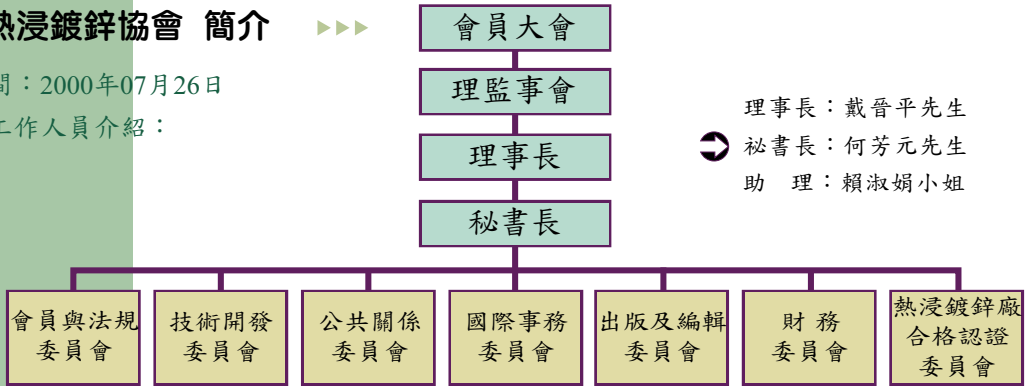 熱浸鍍鋅協會 簡介
間：2000年07月26日
工作人員介紹：
會員大會
理監事會
理事長
秘書長
理事長：戴晉平先生
祕書長：何芳元先生
助　理：賴淑娟小姐
會員與法規
委員會
技術開發
委員會
公共關係
委員會
國際事務
委員會
出版及編輯
委員會
財務
委員會
熱浸鍍鋅廠
合格認證
委員會